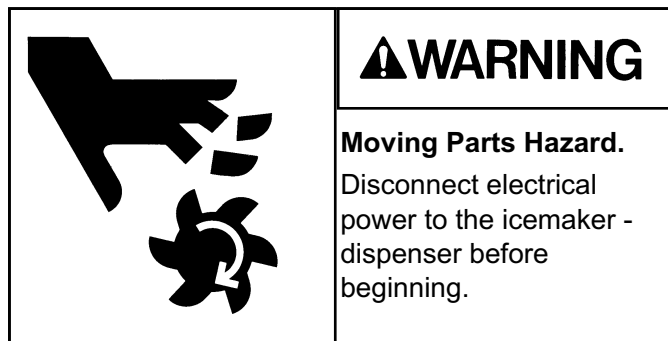 WARNING
Moving Parts Hazard.
Disconnect electrical
power to the icemaker -
dispenser before
beginning.